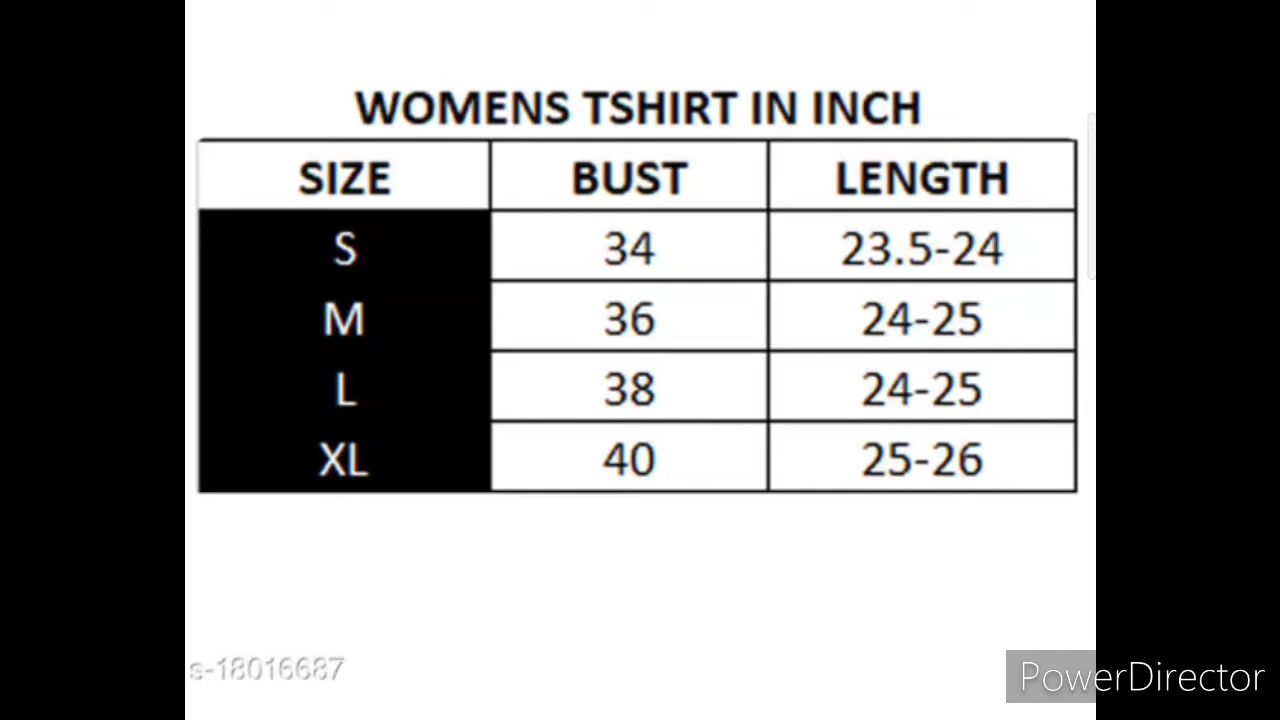 WOMENS TSHIRT IN INCH
SIZE BUST LENGTH
S 34 23.5-24
M 36 24-25
L 38 24-25
XL 40 25-26
s-18016687
PowerDirector